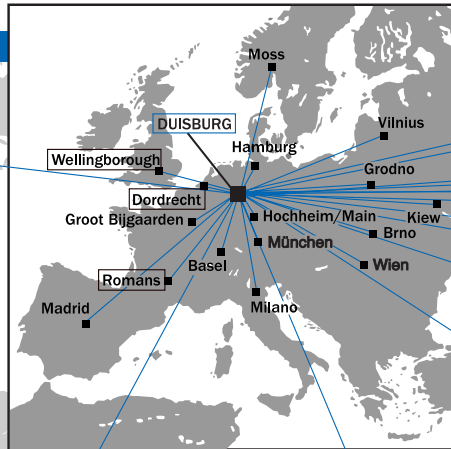 Moss
DUISBURG
Vilnius
Hamburg
Wellingborough
Grodno
Dordrecht
Groot Bijgaarden
Hochheim/Main
Kiew
Brno
München
Basel
Wien
Romans
Madrid
Milano